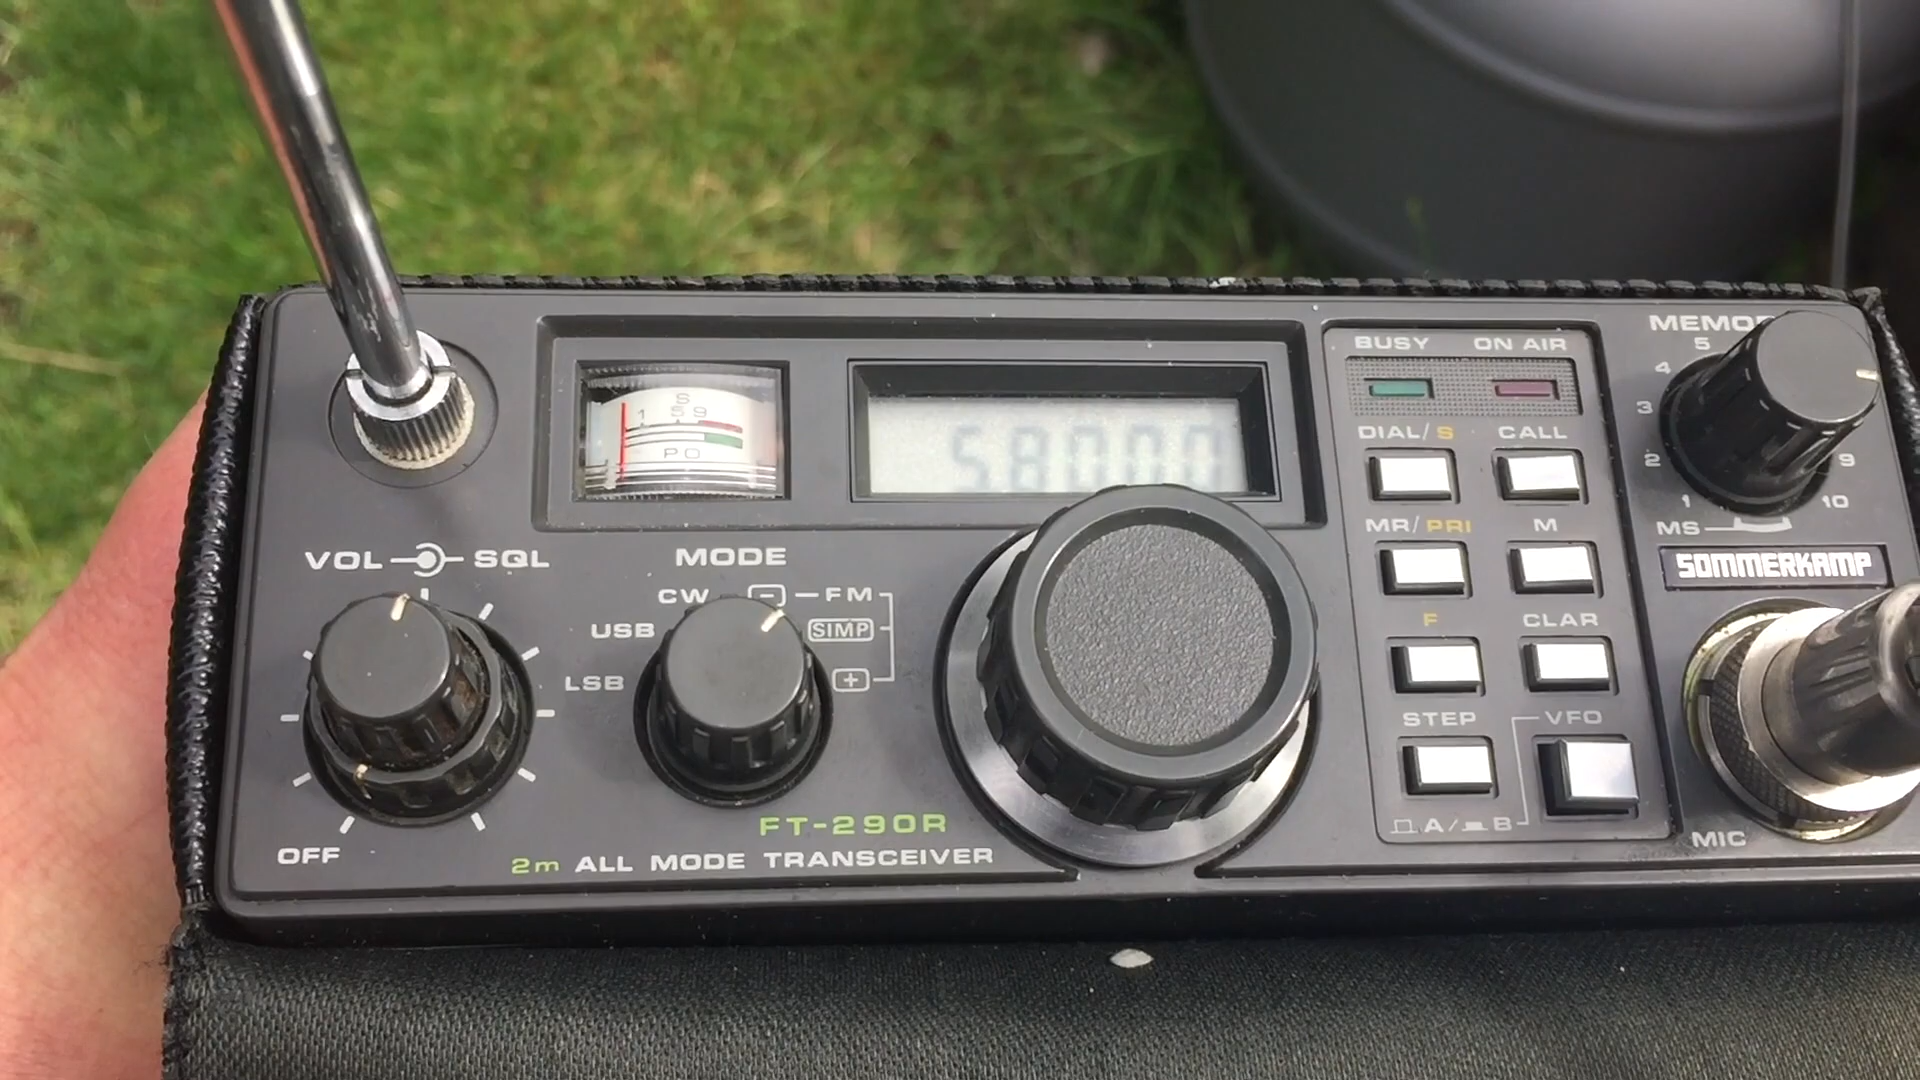 S
1 5 9
PO
5.8000
BUSY ON AIR
DIAL/S CALL
MR/PRI M
F CLAR
STEP VFO
A/ B
5
4
3
2
1
9
10
MS
SOMMERKAMP
MIC
VOL SQL
OFF
MODE
CW - FM
USB SIMP
LSB +
FT-290R
2m ALL MODE TRANSCEIVER